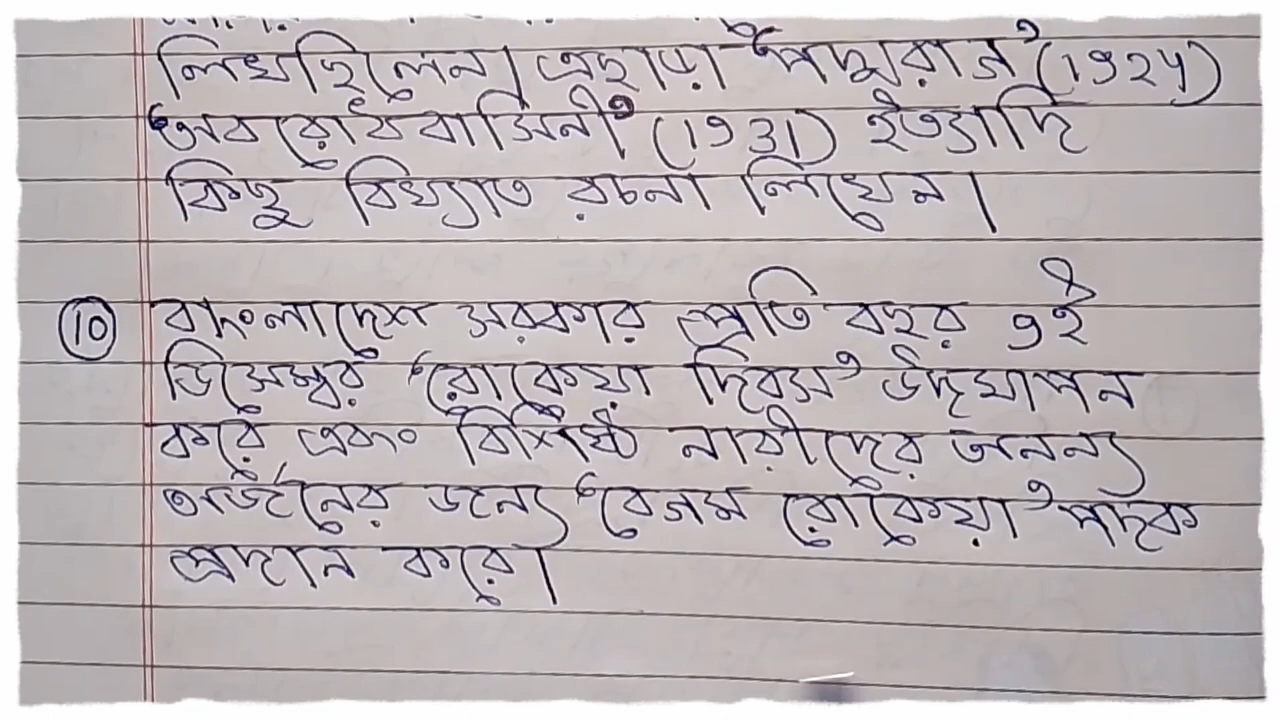 লিখছিলেন। এছাড়া 'পদ্মরাগ' (1924)
'অবরোধবাসিনী' (1931) ইত্যাদি
কিছু বিখ্যাত রচনা লিখেন।
10 বাংলাদেশ সরকার প্রতি বছর 9ই
ডিসেম্বর 'রোকেয়া দিবস' উদযাপন
করে এবং বিশিষ্ট নারীদের অনন্য
অর্জনের জন্য 'বেগম রোকেয়া' পদক
প্রদান করে।